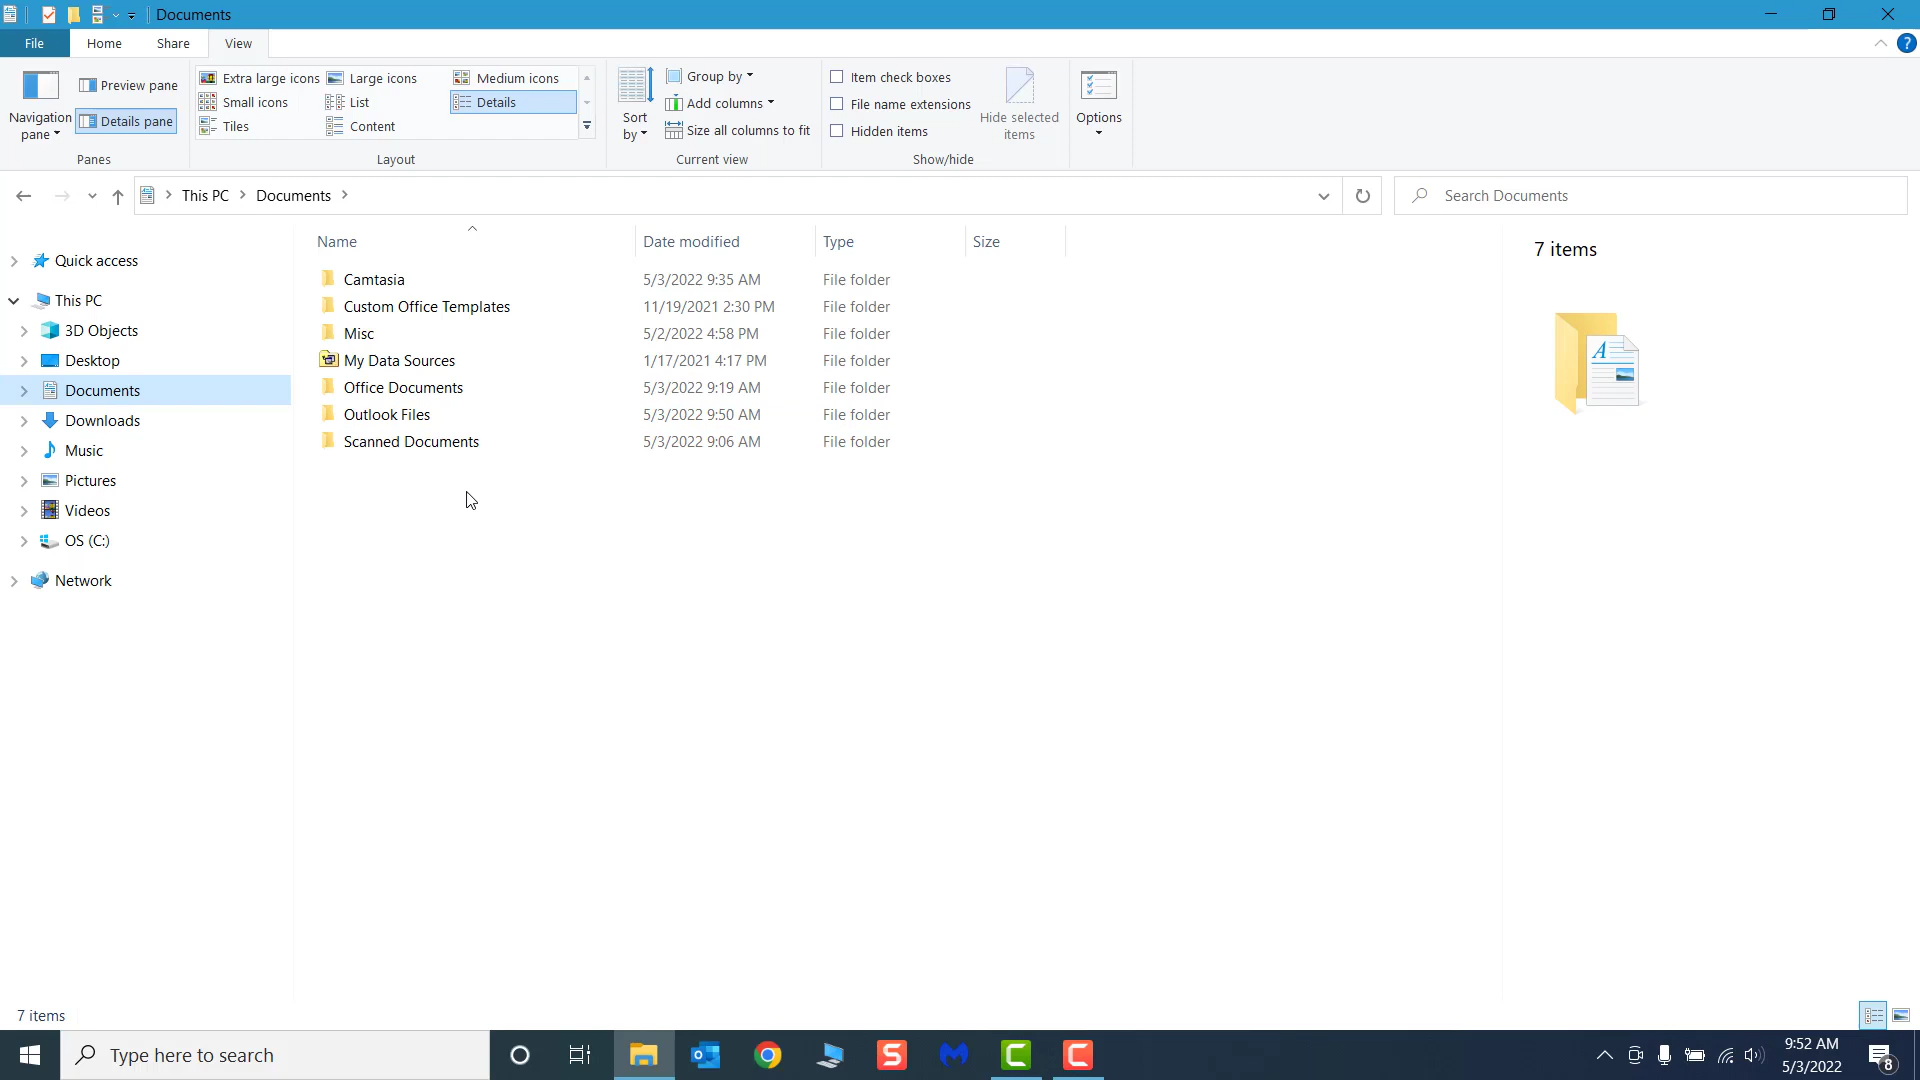 Documents
File Home Share View
Navigation pane
Preview pane
Details pane
Panes
Extra large icons Large icons Medium icons
Small icons List Details
Tiles Content
Layout
Sort by
Group by
Add columns
Size all columns to fit
Current view
Item check boxes
File name extensions
Hidden items
Hide selected items
Show/hide
Options
This PC Documents
Search Documents
Quick access
This PC
3D Objects
Desktop
Documents
Downloads
Music
Pictures
Videos
OS (C:)
Network
Name Date modified Type Size
Camtasia 5/3/2022 9:35 AM File folder
Custom Office Templates 11/19/2021 2:30 PM File folder
Misc 5/2/2022 4:58 PM File folder
My Data Sources 1/17/2021 4:17 PM File folder
Office Documents 5/3/2022 9:19 AM File folder
Outlook Files 5/3/2022 9:50 AM File folder
Scanned Documents 5/3/2022 9:06 AM File folder
7 items
7 items
Type here to search
9:52 AM
5/3/2022
8